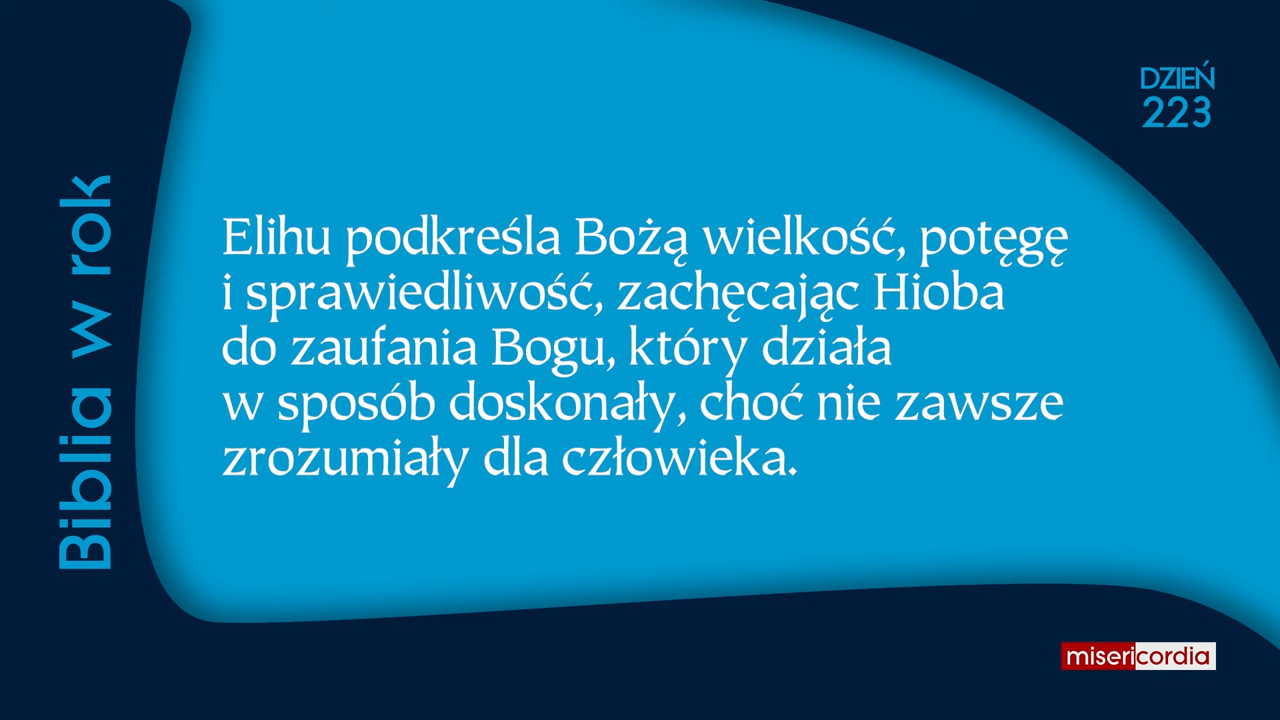 Biblia w rok
DZIEŃ
223
Elihu podkreśla Bożą wielkość, potęgę
i sprawiedliwość, zachęcając Hioba
do zaufania Bogu, który działa
w sposób doskonały, choć nie zawsze
zrozumiały dla człowieka.
misericordia